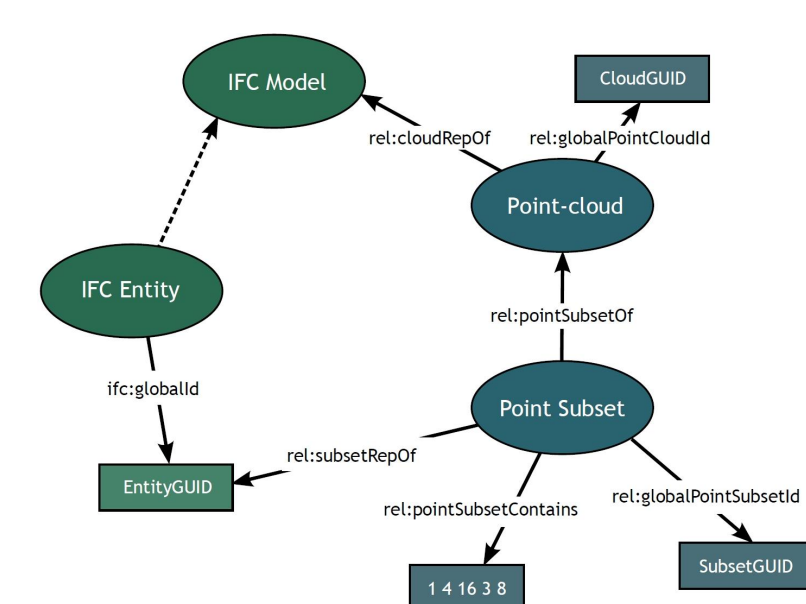 IFC Model
CloudGUID
rel:cloudRepOf
rel:globalPointCloudId
Point-cloud
IFC Entity
rel:pointSubsetOf
ifc:globalId
Point Subset
rel:subsetRepOf
EntityGUID
rel:pointSubsetContains
rel:globalPointSubsetId
SubsetGUID
1 4 16 3 8